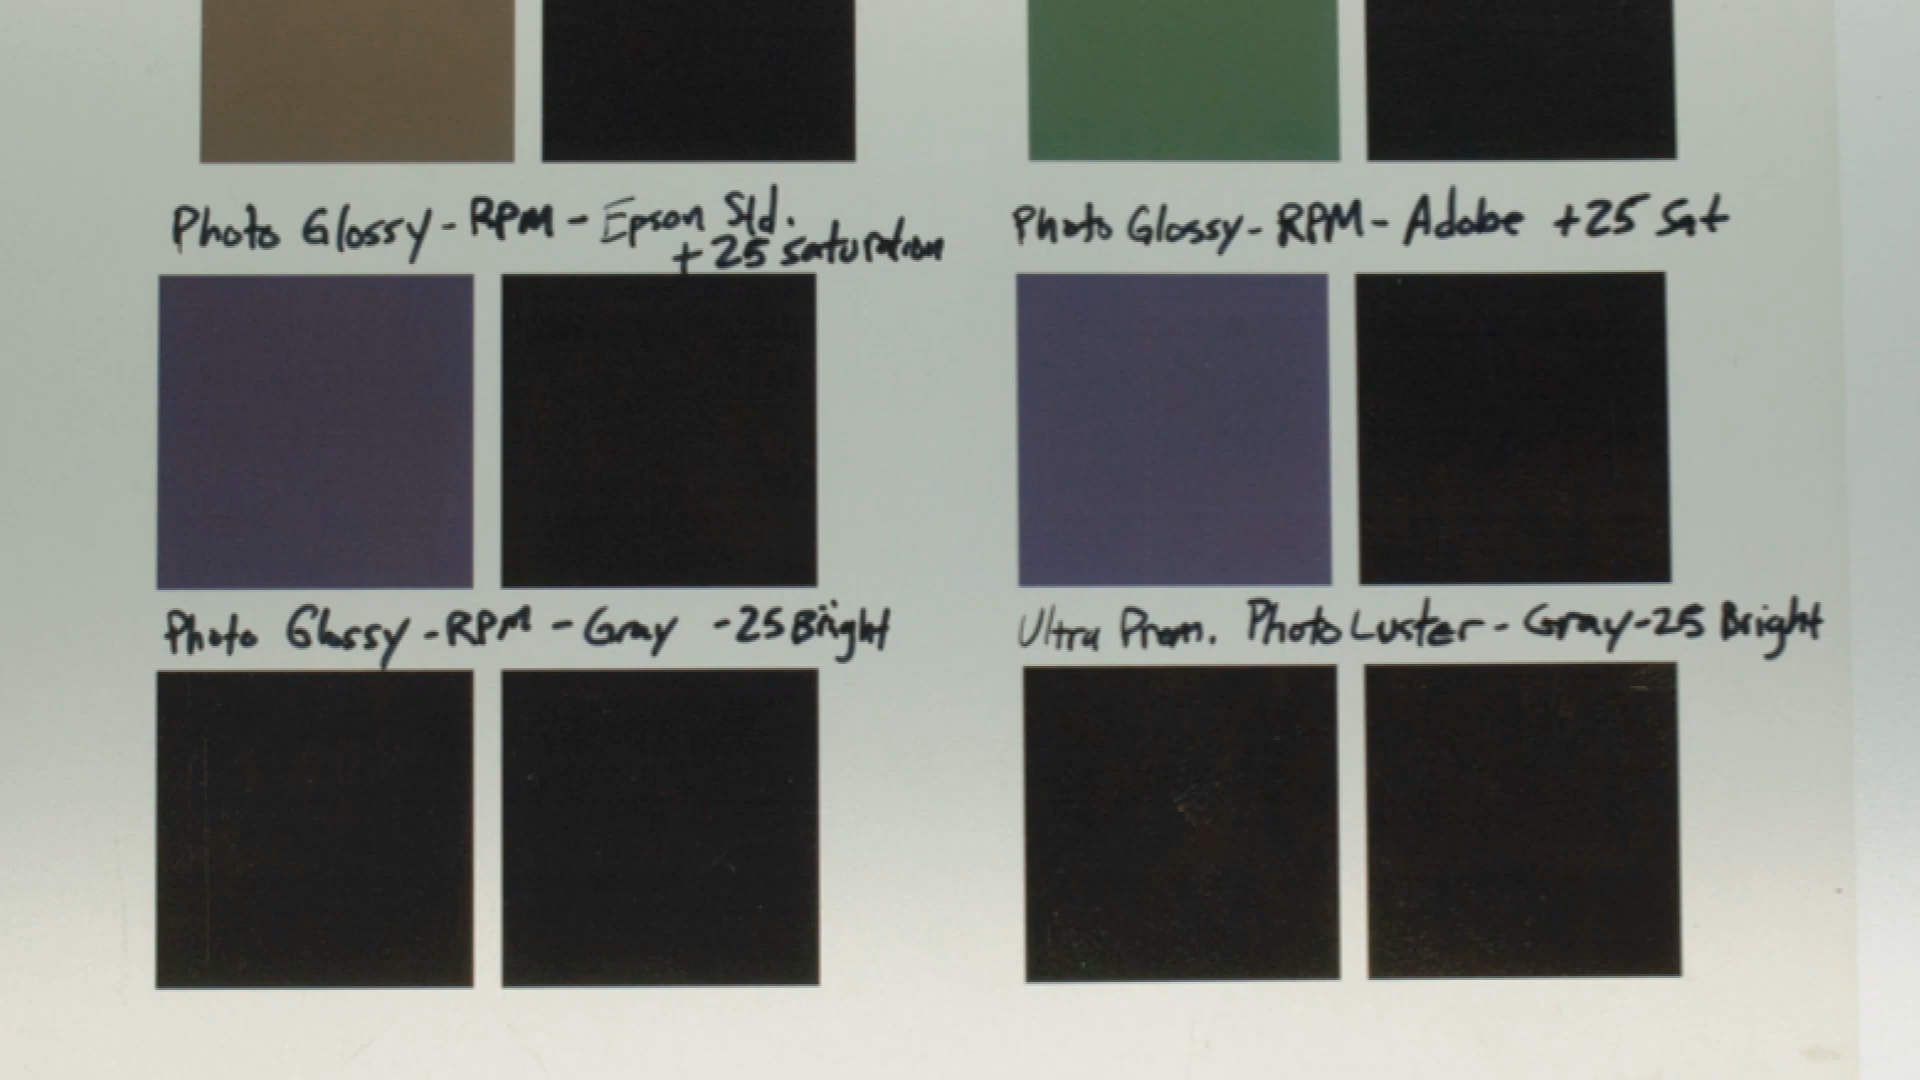 Photo Glossy - RPM - Epson Std.
+25 saturation
Photo Glossy - RPM - Adobe +25 Sat
Photo Glossy - RPM - Gray -25 Bright
Ultra Prem. Photo Luster - Gray -25 Bright